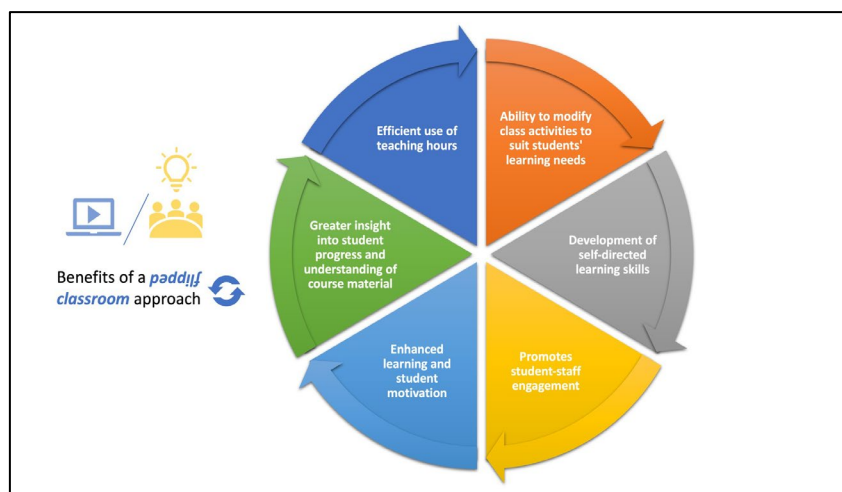 Efficient use of
teaching hours
Ability to modify
class activities to
suit students'
learning needs
Greater insight
into student
progress and
understanding of
course material
Development of
self-directed
learning skills
Benefits of a flipped
classroom approach
Enhanced learning and
student
motivation
Promotes
student-staff
engagement